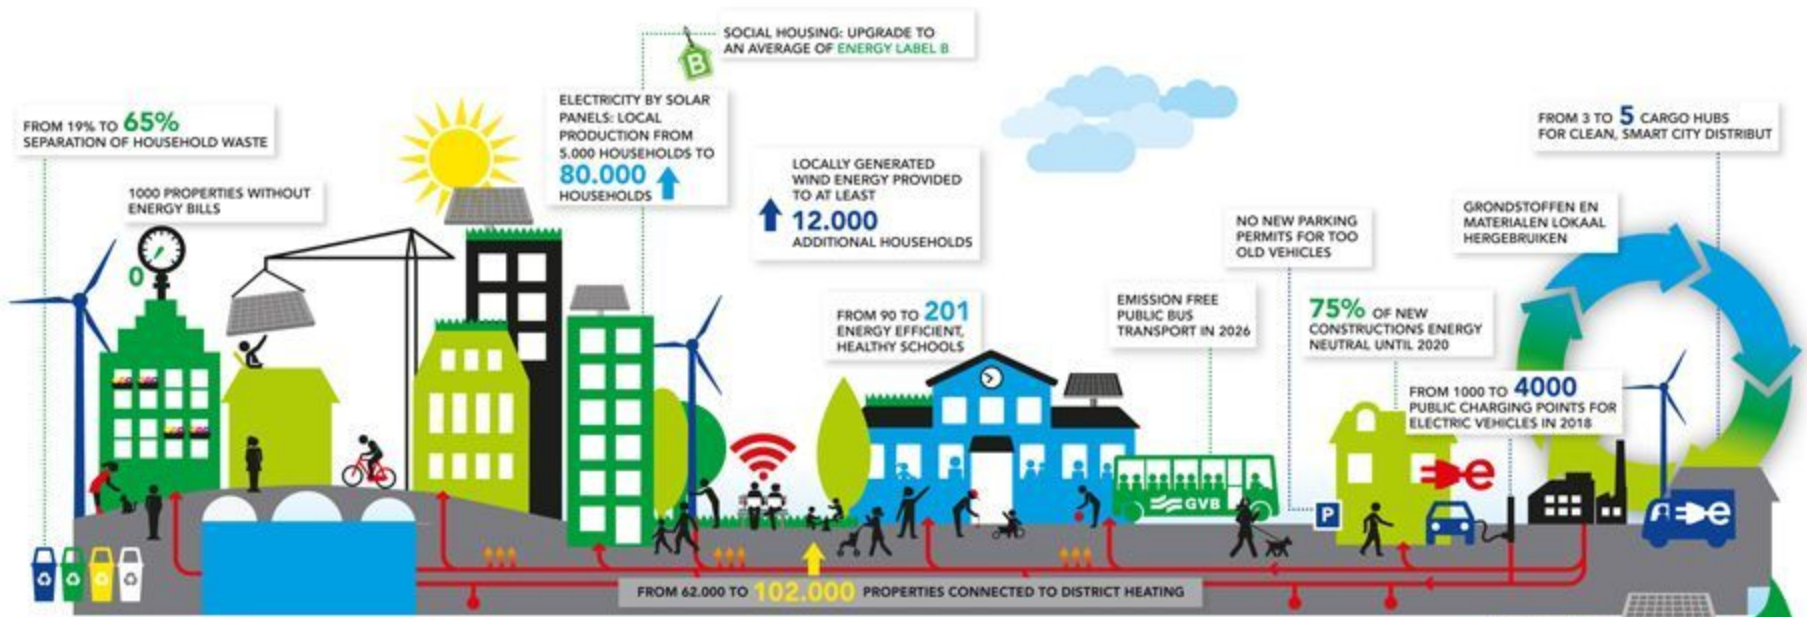 SOCIAL HOUSING: UPGRADE TO
AN AVERAGE OF ENERGY LABEL B
B
FROM 19% TO 65%
SEPARATION OF HOUSEHOLD WASTE
1000 PROPERTIES WITHOUT
ENERGY BILLS
0
ELECTRICITY BY SOLAR
PANELS: LOCAL
PRODUCTION FROM
5.000 HOUSEHOLDS TO
80.000
HOUSEHOLDS
LOCALLY GENERATED
WIND ENERGY PROVIDED
TO AT LEAST
12.000
ADDITIONAL HOUSEHOLDS
FROM 90 TO 201
ENERGY EFFICIENT,
HEALTHY SCHOOLS
EMISSION FREE
PUBLIC BUS
TRANSPORT IN 2026
NO NEW PARKING
PERMITS FOR TOO
OLD VEHICLES
75% OF NEW
CONSTRUCTIONS ENERGY
NEUTRAL UNTIL 2020
FROM 1000 TO 4000
PUBLIC CHARGING POINTS FOR
ELECTRIC VEHICLES IN 2018
GRONDSTOFFEN EN
MATERIALEN LOKAAL
HERGEBRUIKEN
FROM 3 TO 5 CARGO HUBS
FOR CLEAN, SMART CITY DISTRIBUT
GVB
P
e
e
FROM 62.000 TO 102.000 PROPERTIES CONNECTED TO DISTRICT HEATING